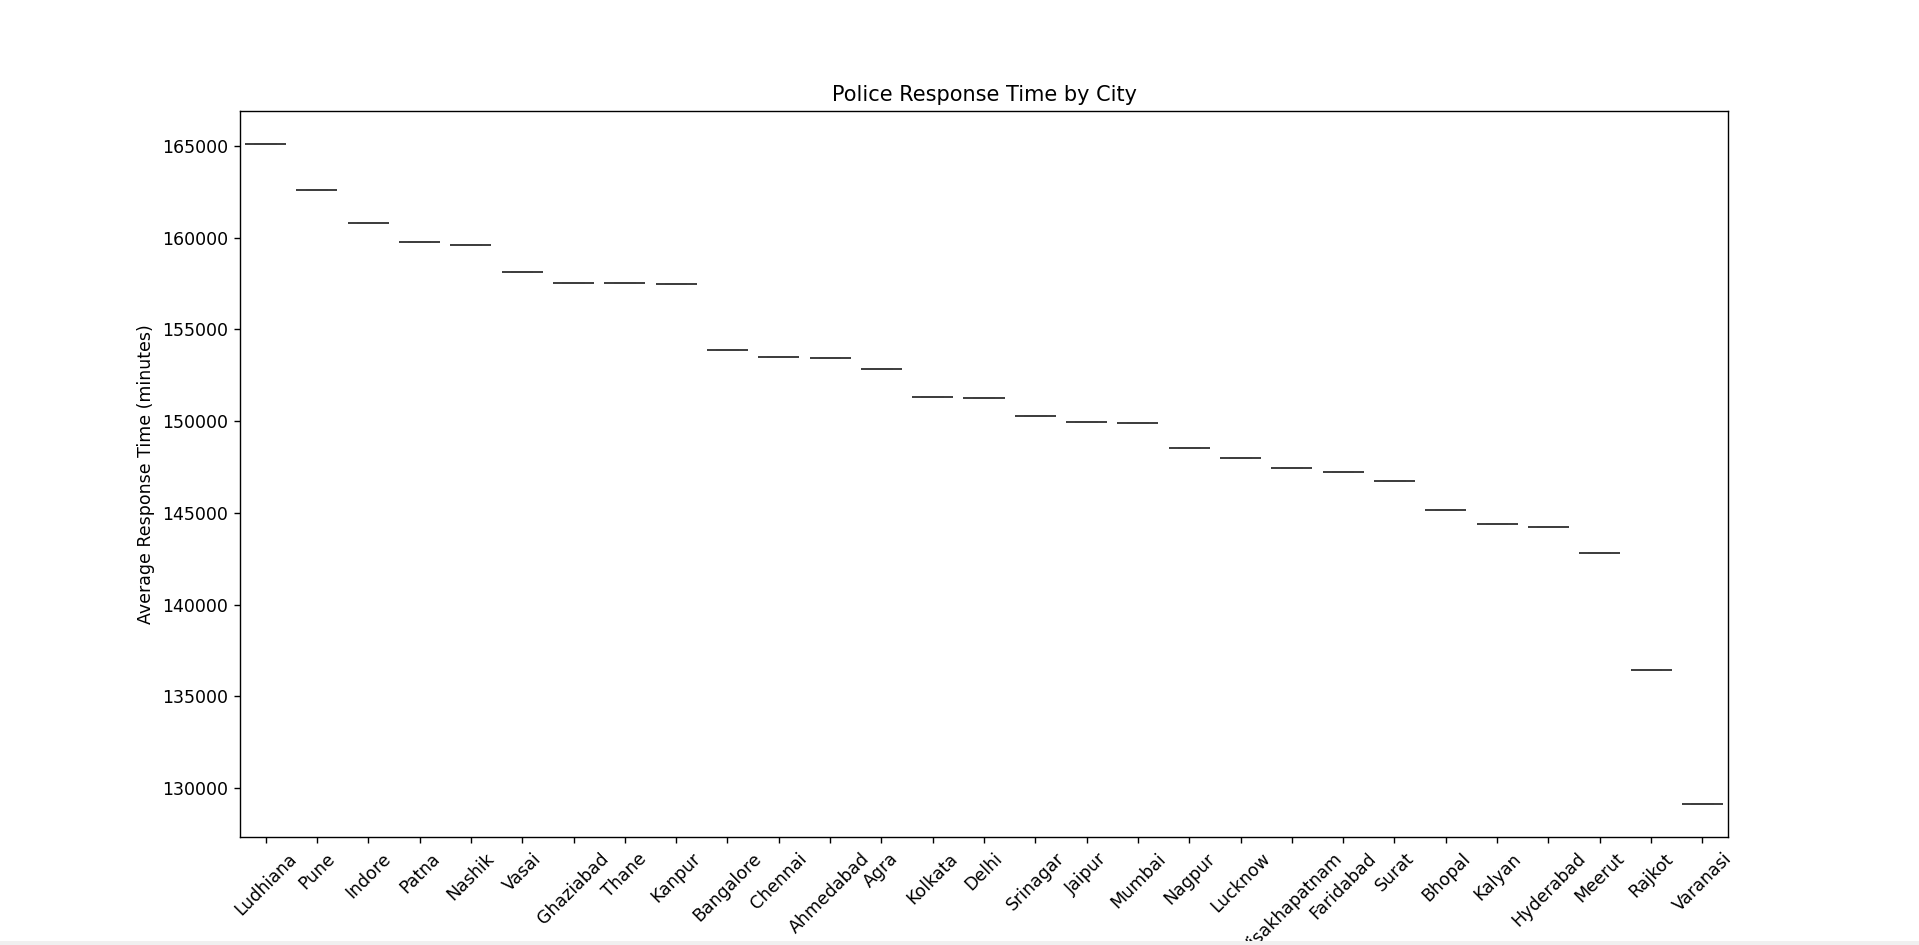 Police Response Time by City
Average Response Time (minutes)
165000
160000
155000
150000
145000
140000
135000
130000
Ludhiana
Pune
Indore
Patna
Nashik
Vasai
Ghaziabad
Thane
Kanpur
Bangalore
Chennai
Ahmedabad
Agra
Kolkata
Delhi
Srinagar
Jaipur
Mumbai
Nagpur
Lucknow
isakhapatnam
Faridabad
Surat
Bhopal
Kalyan
Hyderabad
Meerut
Rajkot
Varanasi